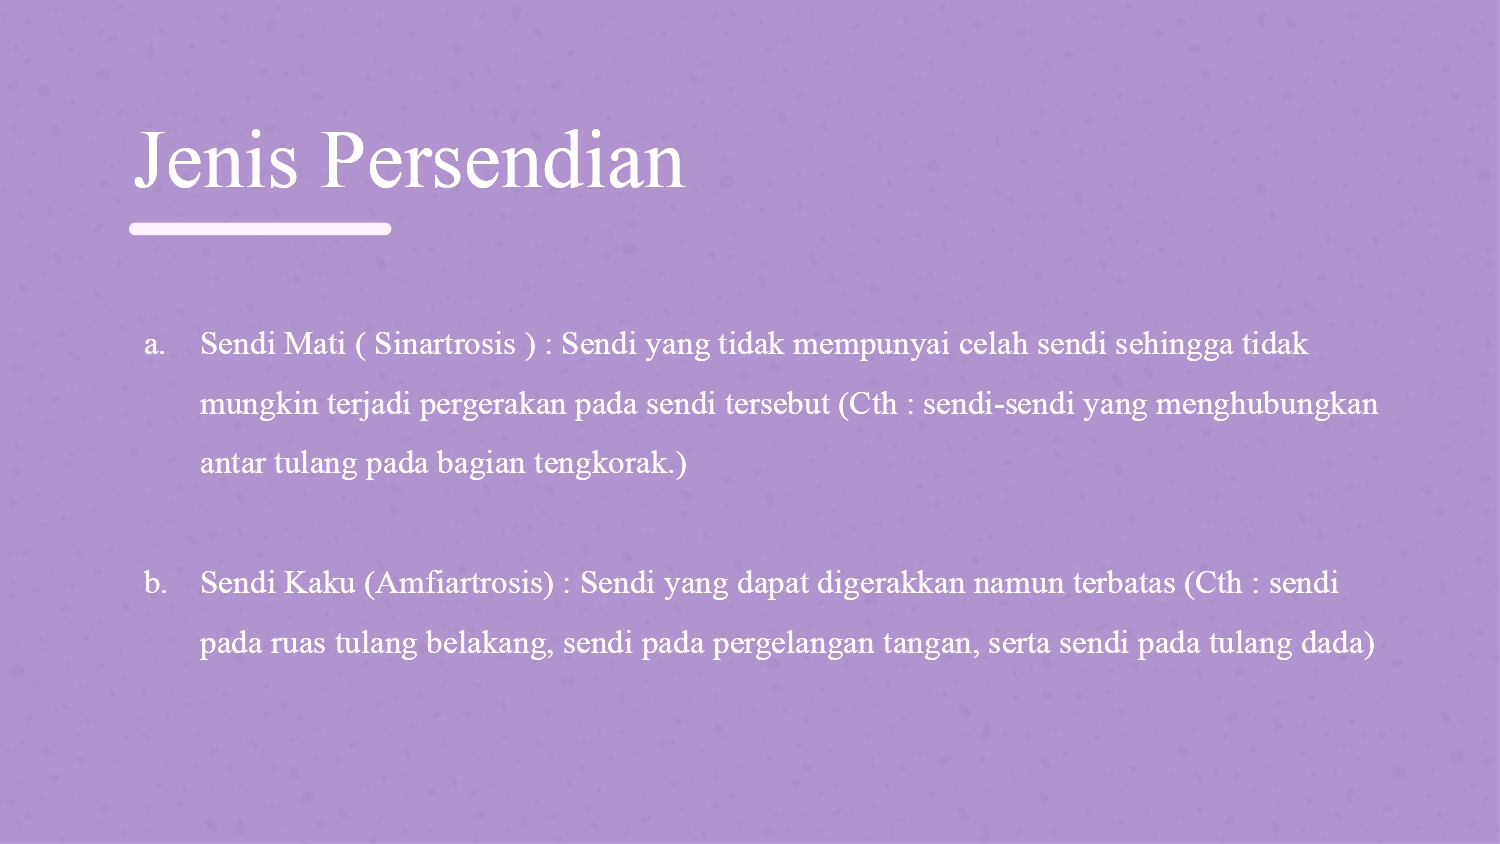 Jenis Persendian
a. Sendi Mati ( Sinartrosis ) : Sendi yang tidak mempunyai celah sendi sehingga tidak
mungkin terjadi pergerakan pada sendi tersebut (Cth : sendi-sendi yang menghubungkan
antar tulang pada bagian tengkorak.)
b. Sendi Kaku (Amfiartrosis) : Sendi yang dapat digerakkan namun terbatas (Cth : sendi
pada ruas tulang belakang, sendi pada pergelangan tangan, serta sendi pada tulang dada)